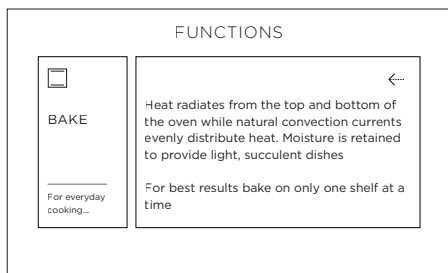 FUNCTIONS
BAKE
For everyday
cooking...
Heat radiates from the top and bottom of
the oven while natural convection currents
evenly distribute heat. Moisture is retained
to provide light, succulent dishes
For best results bake on only one shelf at a
time